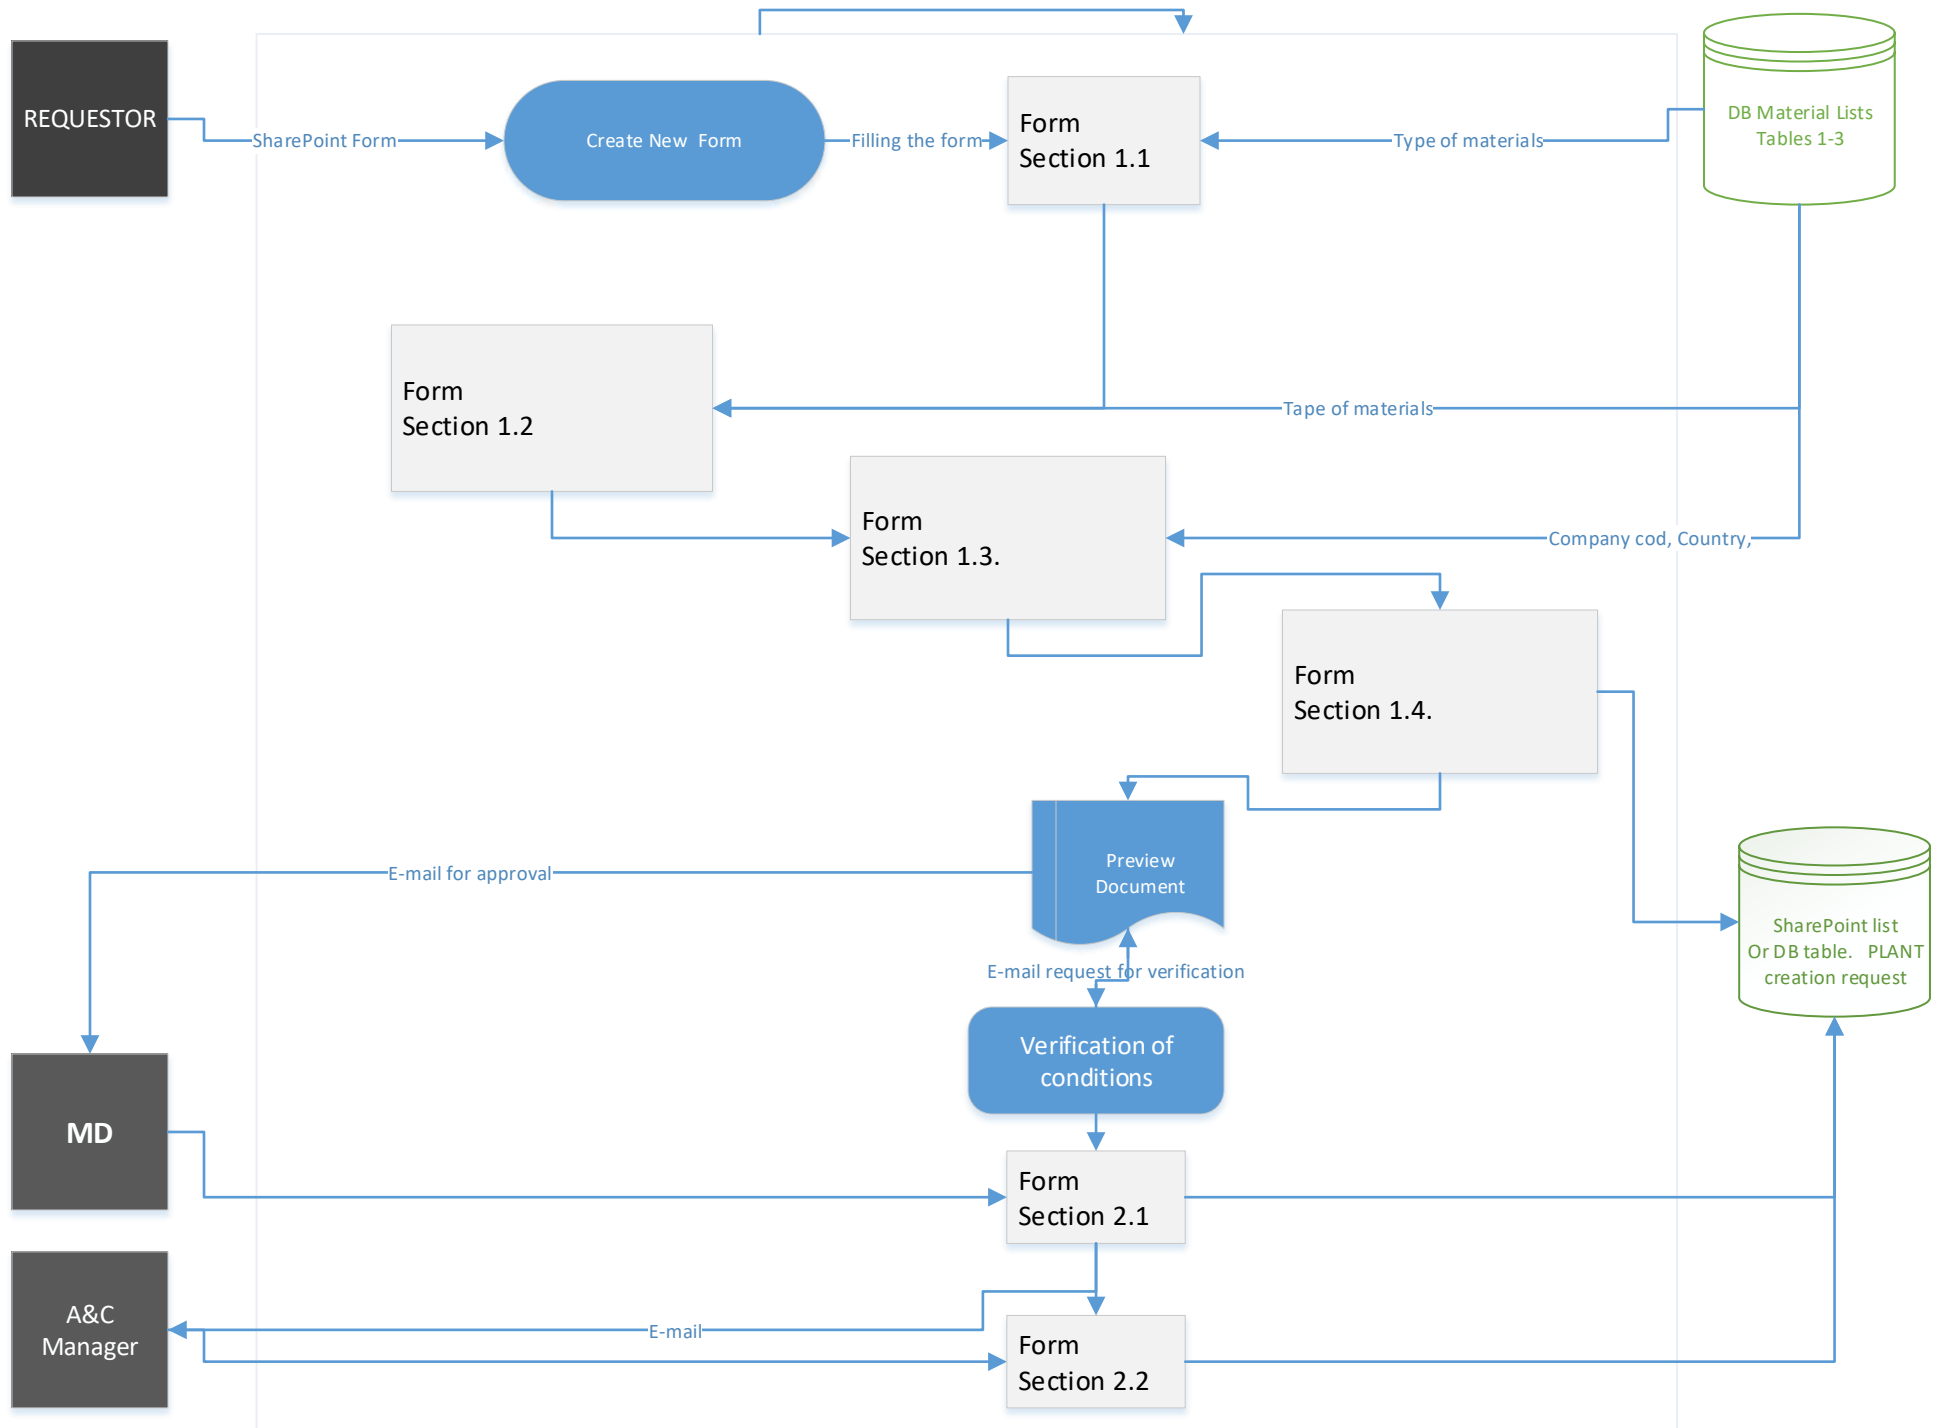 REQUESTOR
SharePoint Form
Create New Form
Filling the form
Form
Section 1.1
Type of materials
DB Material Lists
Tables 1-3
Form
Section 1.2
Tape of materials
Form
Section 1.3.
Company cod, Country,
Form
Section 1.4.
E-mail for approval
Preview
Document
SharePoint list
Or DB table. PLANT
creation request
E-mail request for verification
Verification of
conditions
MD
Form
Section 2.1
A&C
Manager
E-mail
Form
Section 2.2